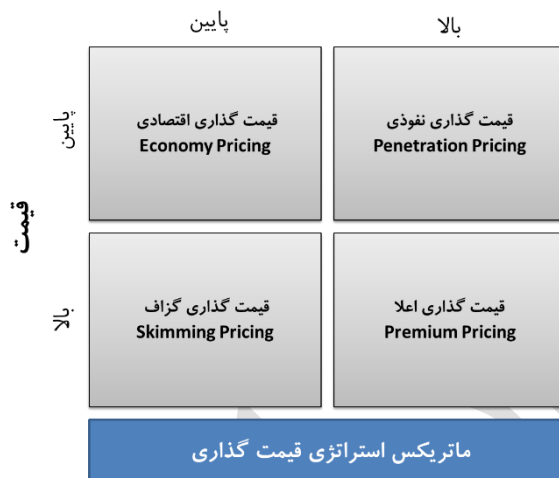 بالا
پایین
پایین
قیمت گذاری نفوذی
Penetration Pricing
قیمت گذاری اقتصادی
Economy Pricing
قیمت
بالا
قیمت گذاری اعلا
Premium Pricing
قیمت گذاری گزاف
Skimming Pricing
ماتریکس استراتژی قیمت گذاری